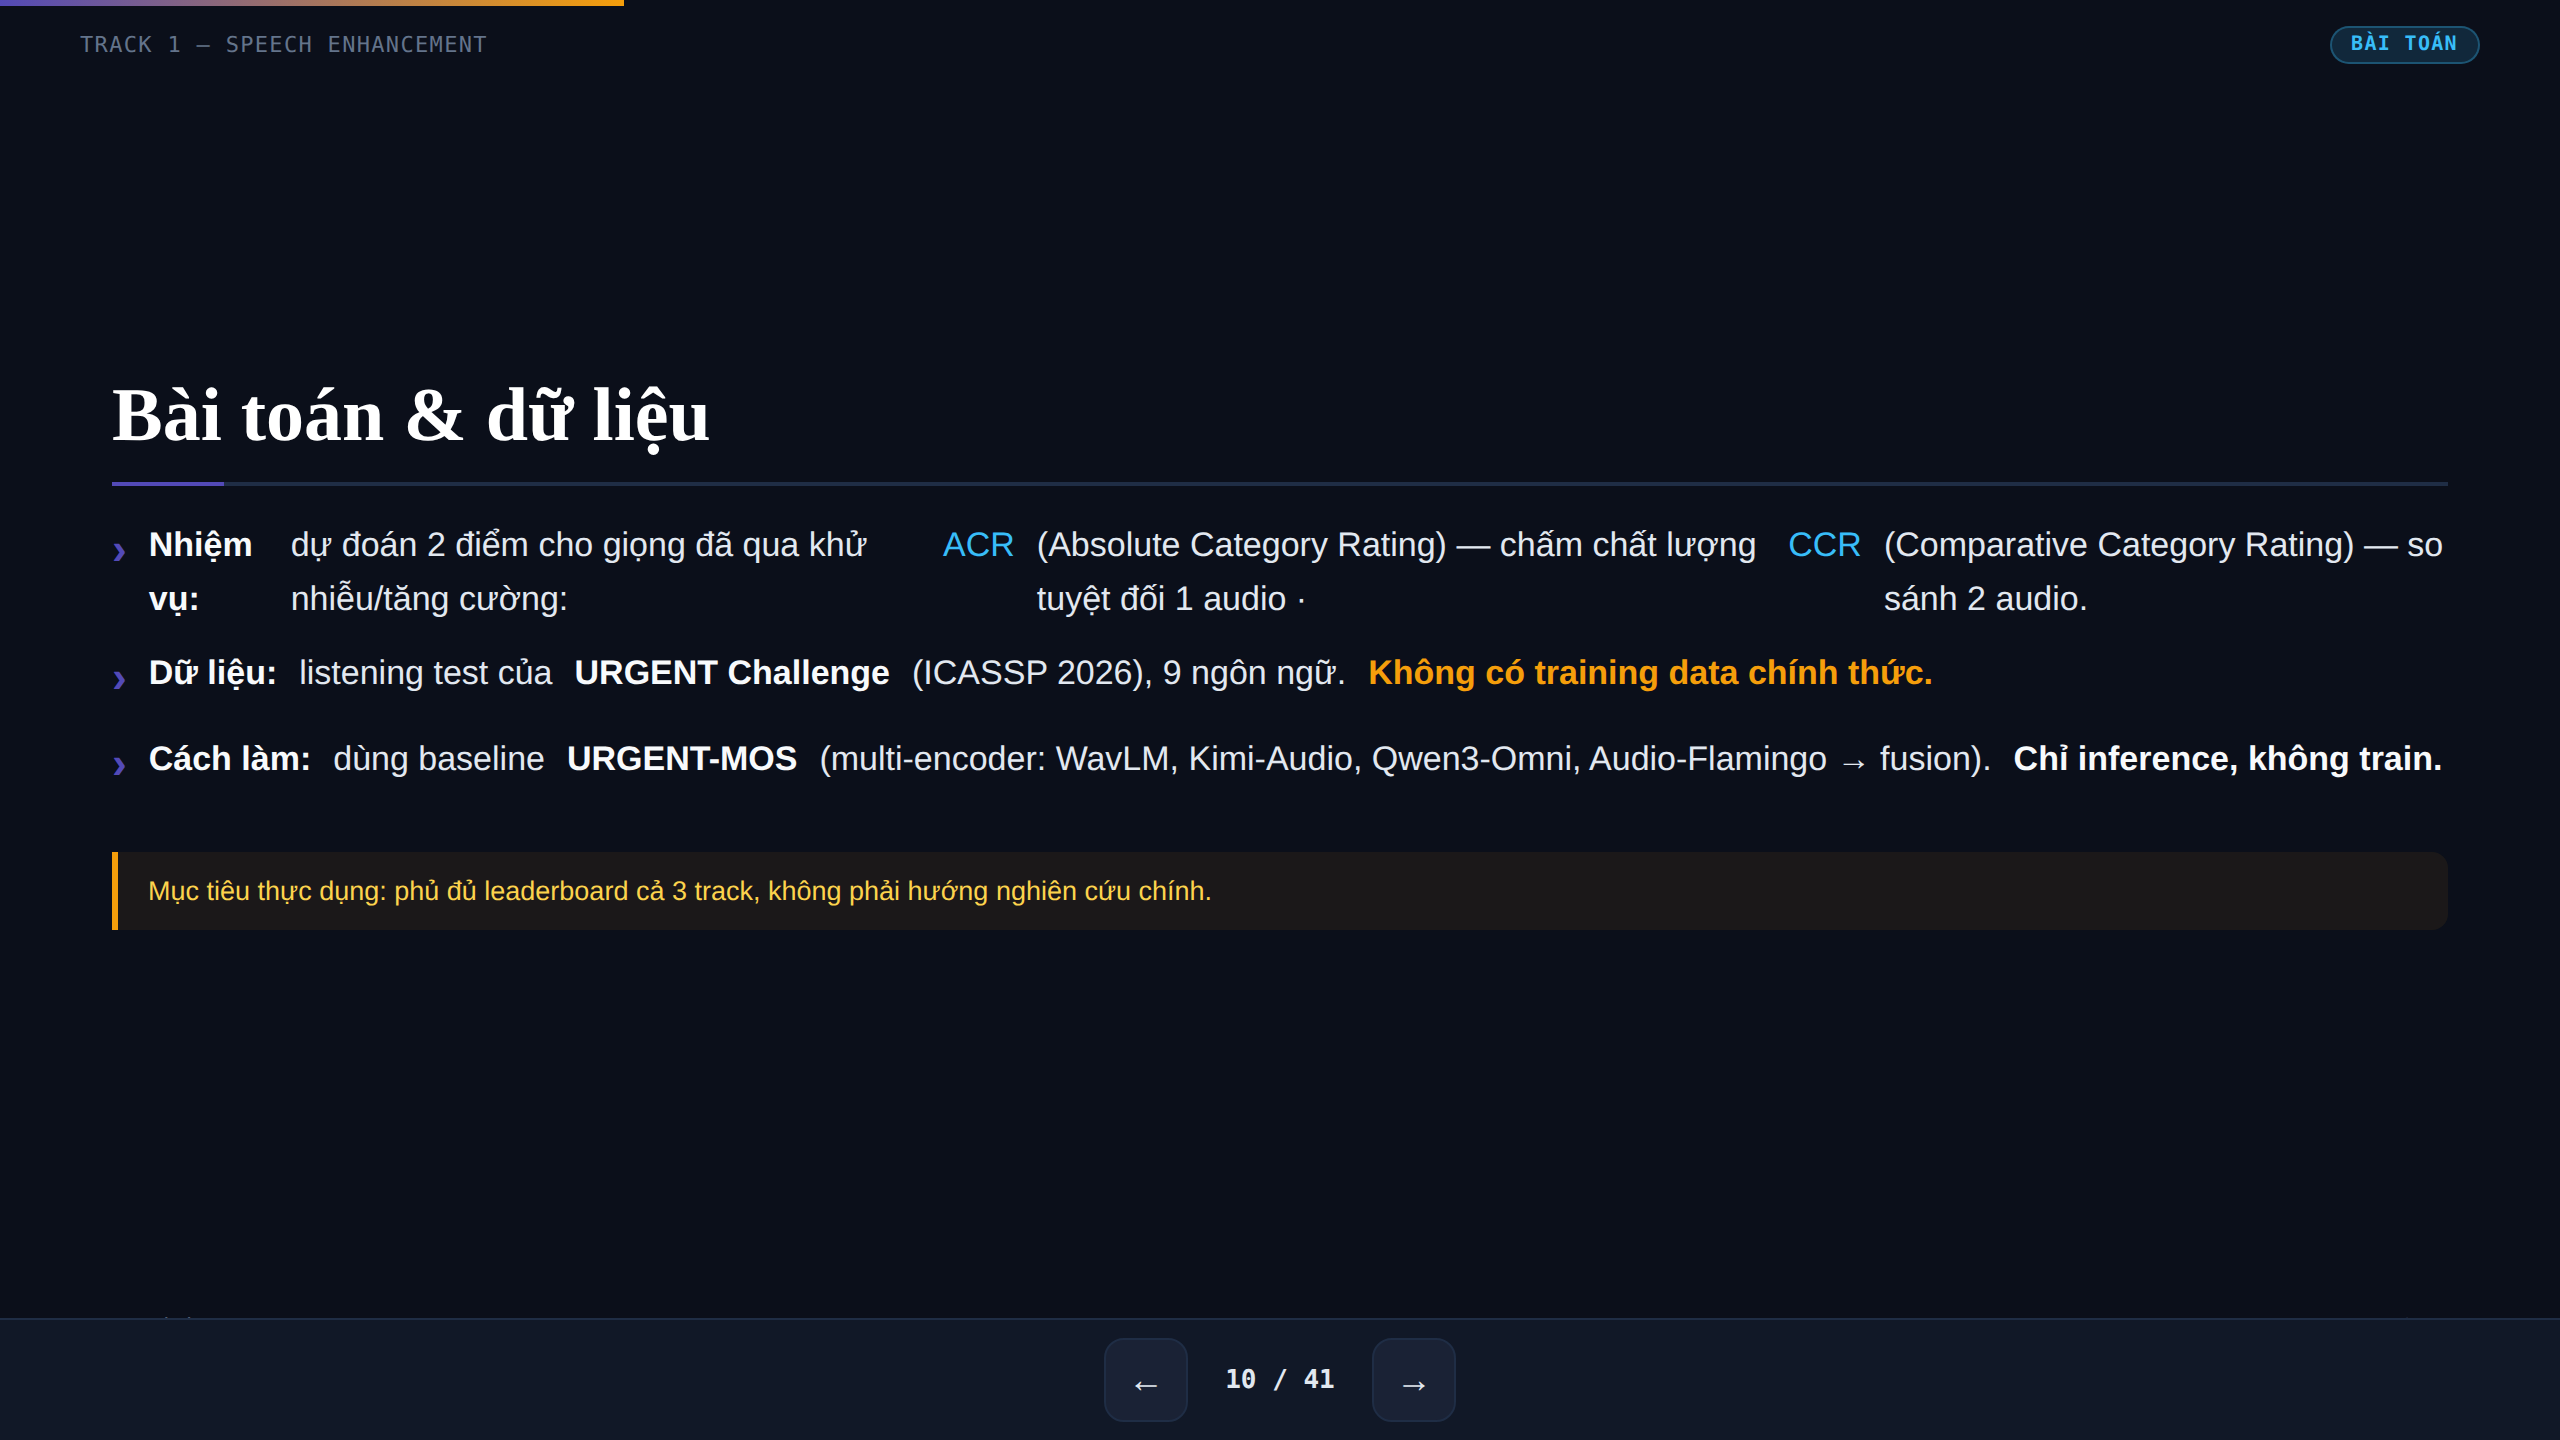 TRACK 1 — SPEECH ENHANCEMENT
BÀI TOÁN
Bài toán & dữ liệu
› Nhiệm vụ: dự đoán 2 điểm cho giọng đã qua khử nhiễu/tăng cường: ACR (Absolute Category Rating) — chấm chất lượng tuyệt đối 1 audio · CCR (Comparative Category Rating) — so sánh 2 audio.
› Dữ liệu: listening test của URGENT Challenge (ICASSP 2026), 9 ngôn ngữ. Không có training data chính thức.
› Cách làm: dùng baseline URGENT-MOS (multi-encoder: WavLM, Kimi-Audio, Qwen3-Omni, Audio-Flamingo → fusion). Chỉ inference, không train.
Mục tiêu thực dụng: phủ đủ leaderboard cả 3 track, không phải hướng nghiên cứu chính.
← 10 / 41 →